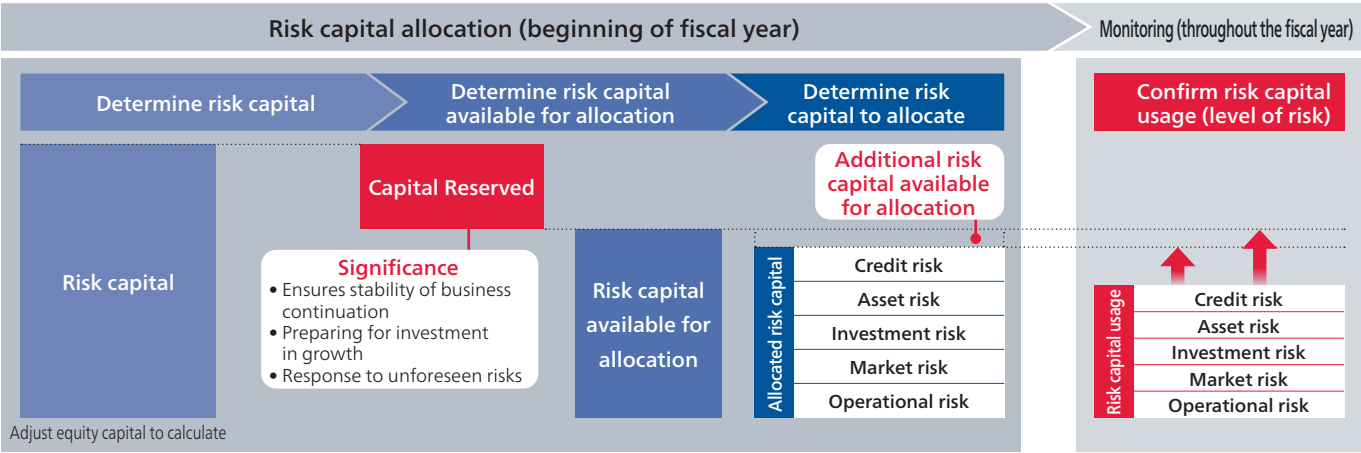 Risk capital allocation (beginning of fiscal year)
Monitoring (throughout the fiscal year)
Determine risk capital
Determine risk capital
available for allocation
Determine risk
capital to allocate
Confirm risk capital
usage (level of risk)
Risk capital
Adjust equity capital to calculate
Capital Reserved
Significance
• Ensures stability of business
continuation
• Preparing for investment
in growth
• Response to unforeseen risks
Risk capital
available for
allocation
Additional risk
capital available
for allocation
Allocated risk capital
Credit risk
Asset risk
Investment risk
Market risk
Operational risk
Risk capital usage
Credit risk
Asset risk
Investment risk
Market risk
Operational risk